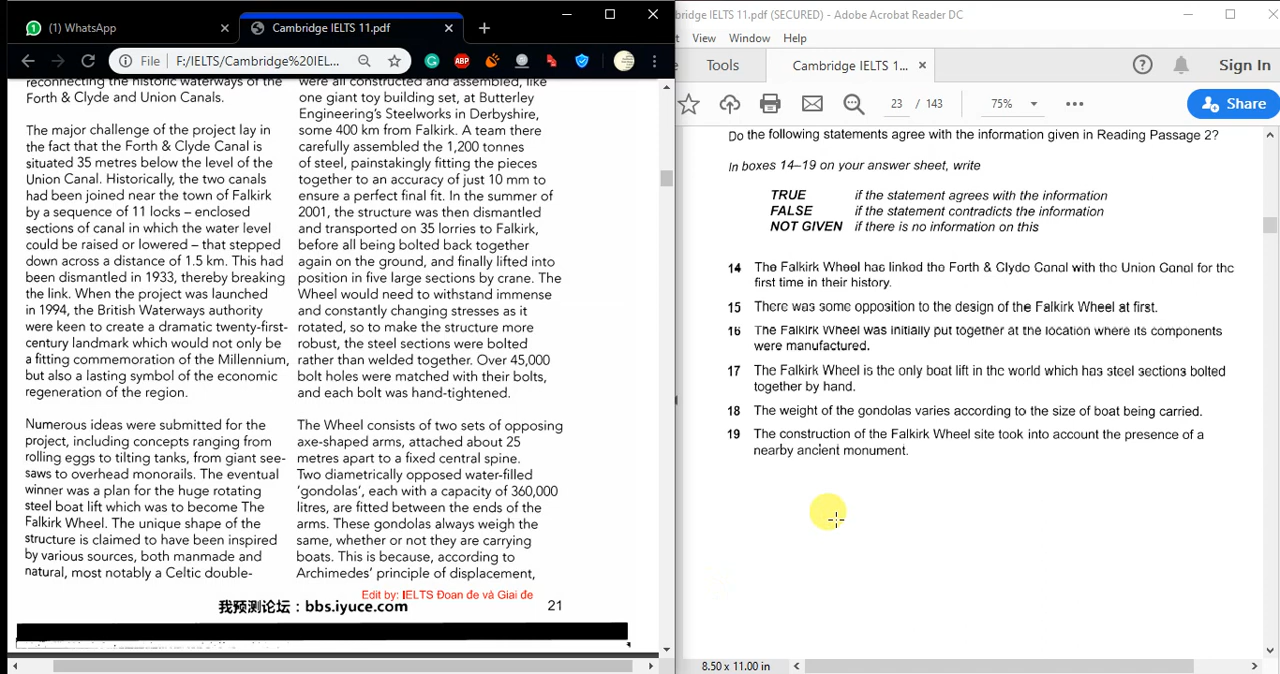 (1) WhatsApp
Cambridge IELTS 11.pdf
File
F:/IELTS/Cambridge%20IEL...
ABP
reconnecting the historic waterways of the
Forth & Clyde and Union Canals.
The major challenge of the project lay in
the fact that the Forth & Clyde Canal is
situated 35 metres below the level of the
Union Canal. Historically, the two canals
had been joined near the town of Falkirk
by a sequence of 11 locks – enclosed
sections of canal in which the water level
could be raised or lowered – that stepped
down across a distance of 1.5 km. This had
been dismantled in 1933, thereby breaking
the link. When the project was launched
in 1994, the British Waterways authority
were keen to create a dramatic twenty-first-
century landmark which would not only be
a fitting commemoration of the Millennium,
but also a lasting symbol of the economic
regeneration of the region.
Numerous ideas were submitted for the
project, including concepts ranging from
rolling eggs to tilting tanks, from giant see-
saws to overhead monorails. The eventual
winner was a plan for the huge rotating
steel boat lift which was to become The
Falkirk Wheel. The unique shape of the
structure is claimed to have been inspired
by various sources, both manmade and
natural, most notably a Celtic double-
were all constructed and assembled, like
one giant toy building set, at Butterley
Engineering's Steelworks in Derbyshire,
some 400 km from Falkirk. A team there
carefully assembled the 1,200 tonnes
of steel, painstakingly fitting the pieces
together to an accuracy of just 10 mm to
ensure a perfect final fit. In the summer of
2001, the structure was then dismantled
and transported on 35 lorries to Falkirk,
before all being bolted back together
again on the ground, and finally lifted into
position in five large sections by crane. The
Wheel would need to withstand immense
and constantly changing stresses as it
rotated, so to make the structure more
robust, the steel sections were bolted
rather than welded together. Over 45,000
bolt holes were matched with their bolts,
and each bolt was hand-tightened.
The Wheel consists of two sets of opposing
axe-shaped arms, attached about 25
metres apart to a fixed central spine.
Two diametrically opposed water-filled
'gondolas', each with a capacity of 360,000
litres, are fitted between the ends of the
arms. These gondolas always weigh the
same, whether or not they are carrying
boats. This is because, according to
Archimedes' principle of displacement,
Edit by: IELTS Đoan đe và Giai đe
我预测论坛：bbs.iyuce.com
21
bridge IELTS 11.pdf (SECURED) - Adobe Acrobat Reader DC
View Window Help
Tools
Cambridge IELTS 1...
Sign In
23 / 143
75%
Share
Do the following statements agree with the information given in Reading Passage 2?
In boxes 14–19 on your answer sheet, write
TRUE if the statement agrees with the information
FALSE if the statement contradicts the information
NOT GIVEN if there is no information on this
14 The Falkirk Wheel has linked the Forth & Clyde Canal with the Union Canal for the
first time in their history.
15 There was some opposition to the design of the Falkirk Wheel at first.
16 The Falkirk Wheel was initially put together at the location where its components
were manufactured.
17 The Falkirk Wheel is the only boat lift in the world which has steel sections bolted
together by hand.
18 The weight of the gondolas varies according to the size of boat being carried.
19 The construction of the Falkirk Wheel site took into account the presence of a
nearby ancient monument.
8.50 x 11.00 in